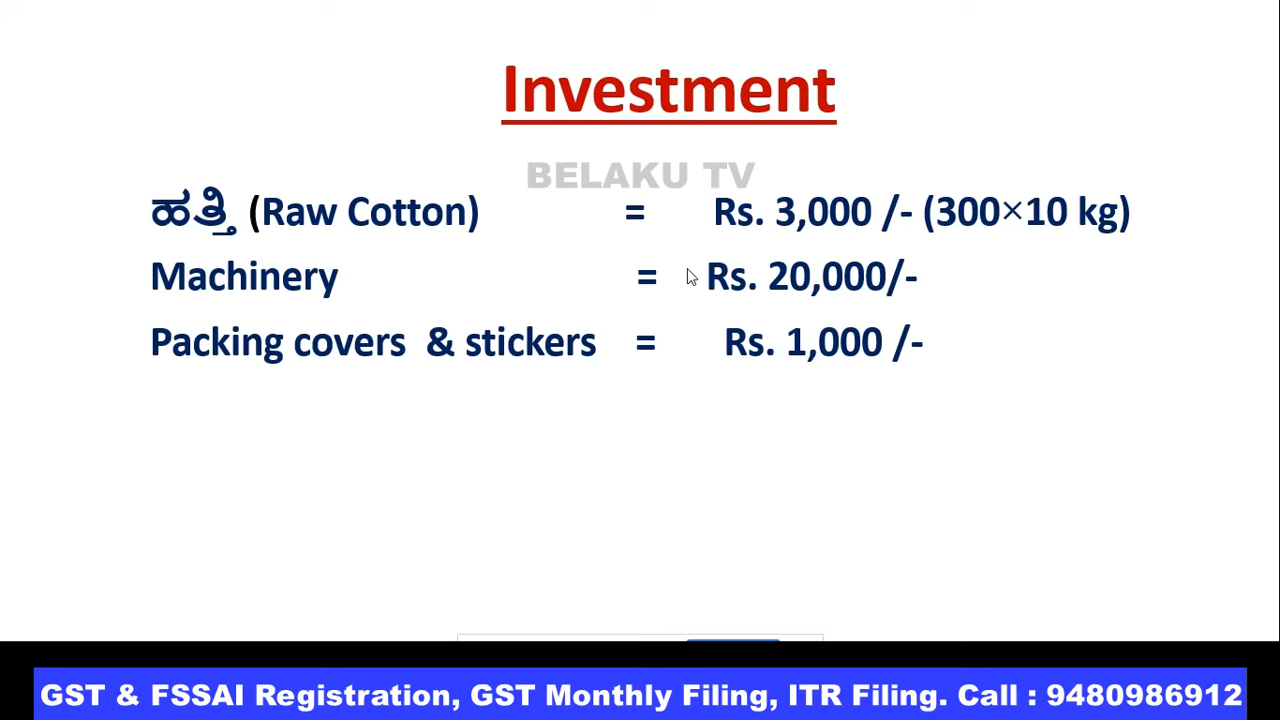 Investment
BELAKU TV
ಹತ್ತಿ (Raw Cotton) = Rs. 3,000 /- (300×10 kg)
Machinery = Rs. 20,000/-
Packing covers & stickers = Rs. 1,000 /-
GST & FSSAI Registration, GST Monthly Filing, ITR Filing. Call : 9480986912